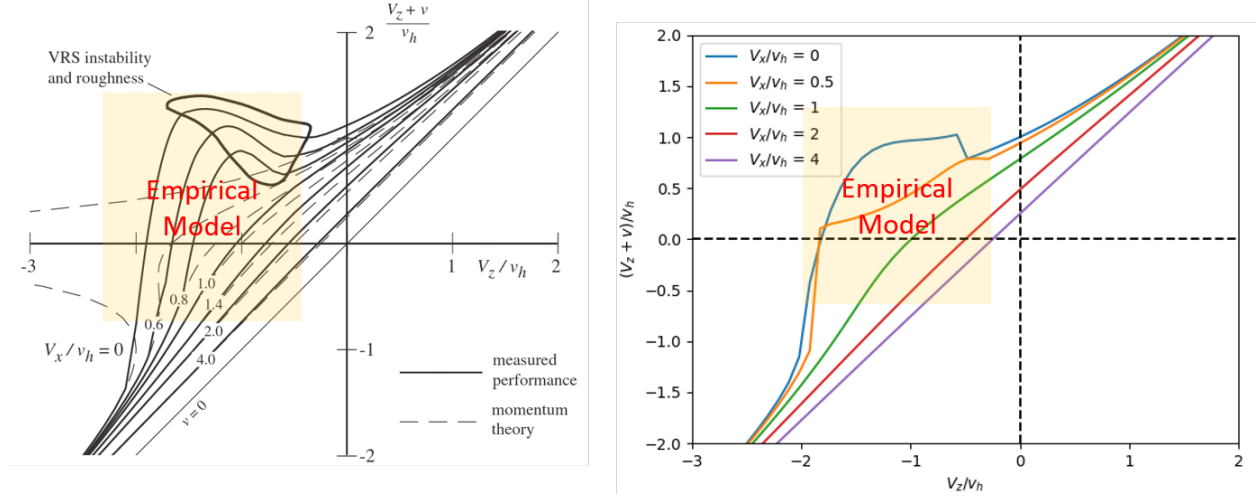 V_z + v
v_h
2
VRS instability
and roughness
Empirical
Model
-3
1
2
V_z / v_h
1.0
0.8
1.4
0.6
2.0
4.0
V_x / v_h = 0
-1
v = 0
measured
performance
momentum
theory
-2
2.0
1.5
1.0
0.5
0.0
-0.5
-1.0
-1.5
-2.0
(V_z + v)/v_h
V_x/v_h = 0
V_x/v_h = 0.5
V_x/v_h = 1
V_x/v_h = 2
V_x/v_h = 4
Empirical
Model
-3
-2
-1
0
1
2
V_z/v_h